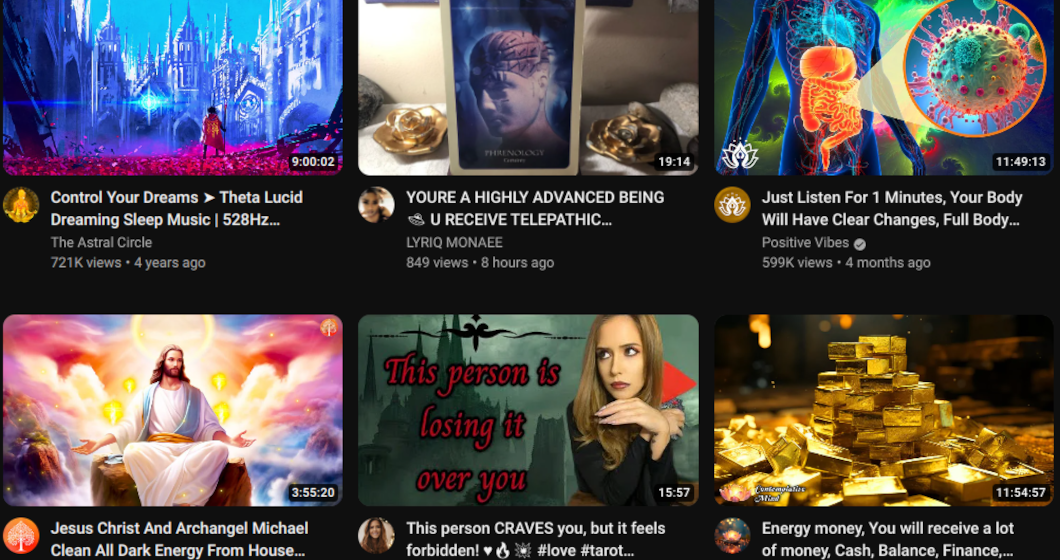 PHRENOLOGY
9:00:02
19:14
11:49:13
Control Your Dreams ➤ Theta Lucid
Dreaming Sleep Music | 528Hz...
The Astral Circle
721K views • 4 years ago
YOURE A HIGHLY ADVANCED BEING
🛸 U RECEIVE TELEPATHIC...
LYRIQ MONAEE
849 views • 8 hours ago
Just Listen For 1 Minutes, Your Body
Will Have Clear Changes, Full Body...
Positive Vibes
599K views • 4 months ago
This person is
losing it
over you
Mind
3:55:20
15:57
11:54:57
Jesus Christ And Archangel Michael
Clean All Dark Energy From House...
This person CRAVES you, but it feels
forbidden! ♥🔥💥 #love #tarot...
Energy money, You will receive a lot
of money, Cash, Balance, Finance,...